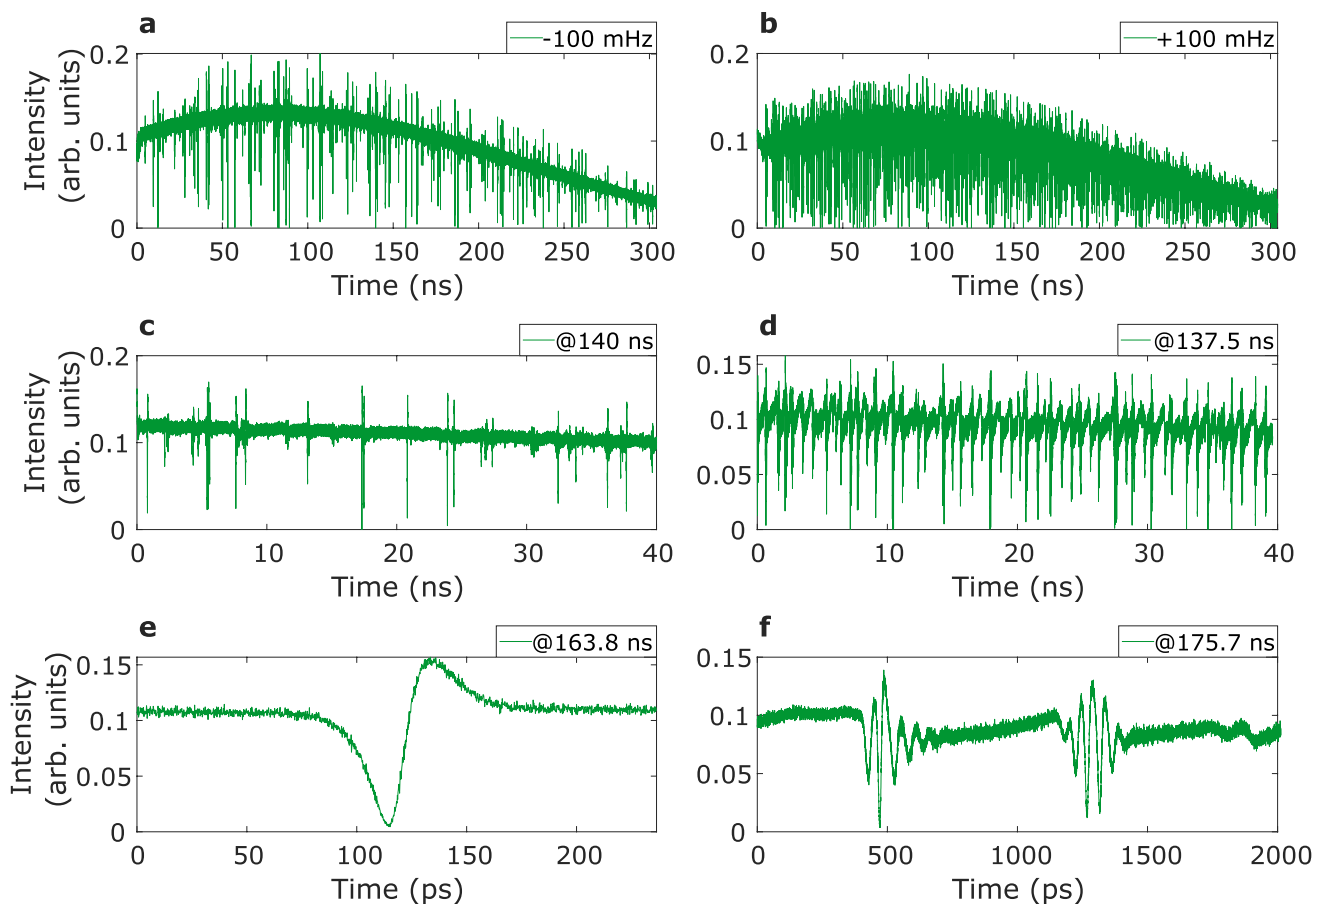 a
-100 mHz
Intensity
(arb. units)
0.2
0.1
0
0 50 100 150 200 250 300
Time (ns)
b
+100 mHz
0.2
0.1
0
0 50 100 150 200 250 300
Time (ns)
c
@140 ns
Intensity
(arb. units)
0.2
0.1
0
0 10 20 30 40
Time (ns)
d
@137.5 ns
0.15
0.1
0.05
0
0 10 20 30 40
Time (ns)
e
@163.8 ns
Intensity
(arb. units)
0.15
0.1
0.05
0
0 50 100 150 200
Time (ps)
f
@175.7 ns
0.15
0.1
0.05
0
0 500 1000 1500 2000
Time (ps)